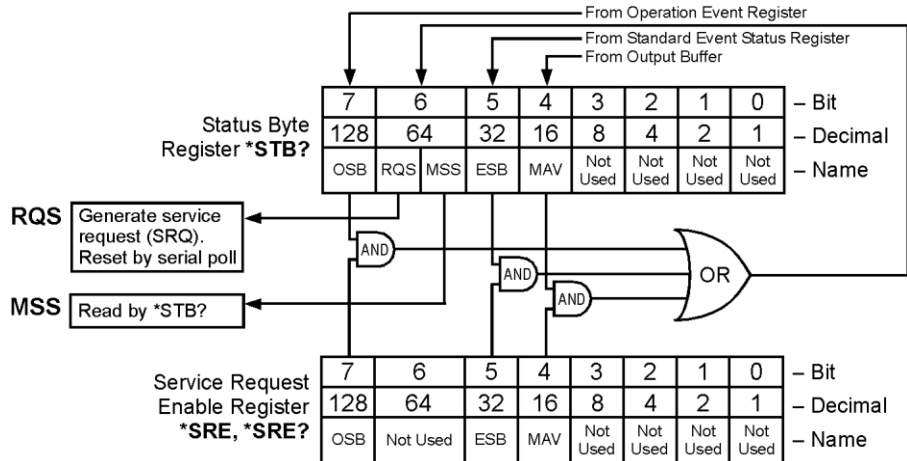 From Operation Event Register
From Standard Event Status Register
From Output Buffer
7 6 5 4 3 2 1 0 – Bit
Status Byte
Register *STB?
128 64 32 16 8 4 2 1 – Decimal
OSB RQS MSS ESB MAV Not Used Not Used Not Used Not Used – Name
RQS
Generate service
request (SRQ).
Reset by serial poll
AND
AND
AND
OR
MSS
Read by *STB?
7 6 5 4 3 2 1 0 – Bit
Service Request
Enable Register
*SRE, *SRE?
128 64 32 16 8 4 2 1 – Decimal
OSB Not Used ESB MAV Not Used Not Used Not Used Not Used – Name